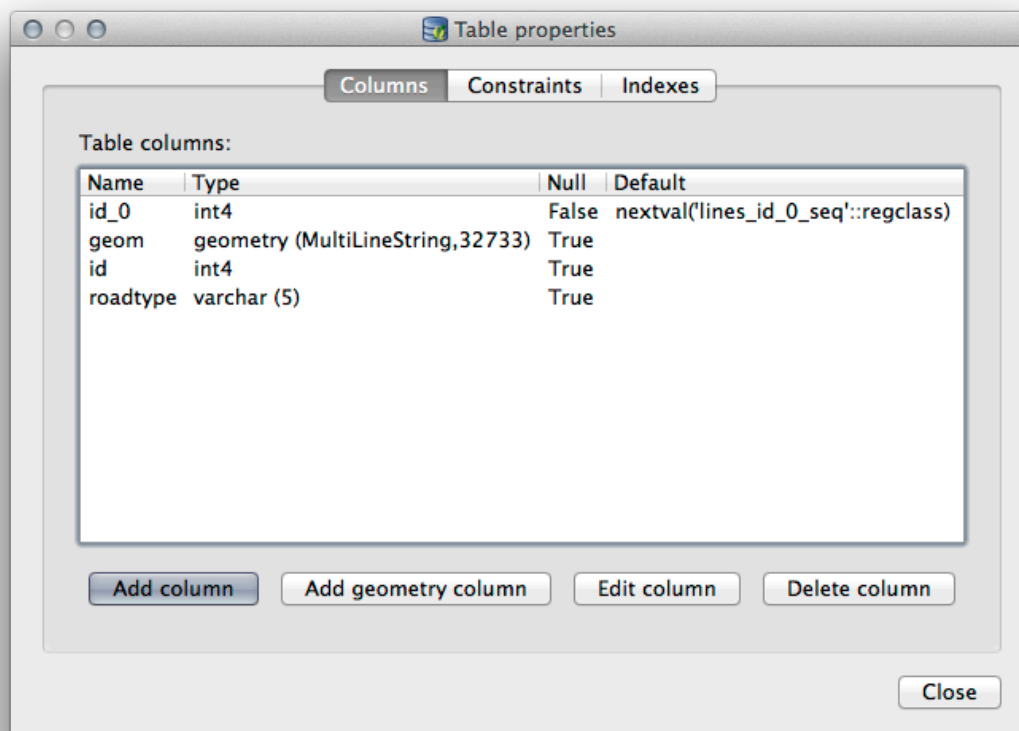 Table properties
Columns Constraints Indexes
Table columns:
Name Type Null Default
id_0 int4 False nextval('lines_id_0_seq'::regclass)
geom geometry (MultiLineString,32733) True
id int4 True
roadtype varchar (5) True
Add column Add geometry column Edit column Delete column
Close